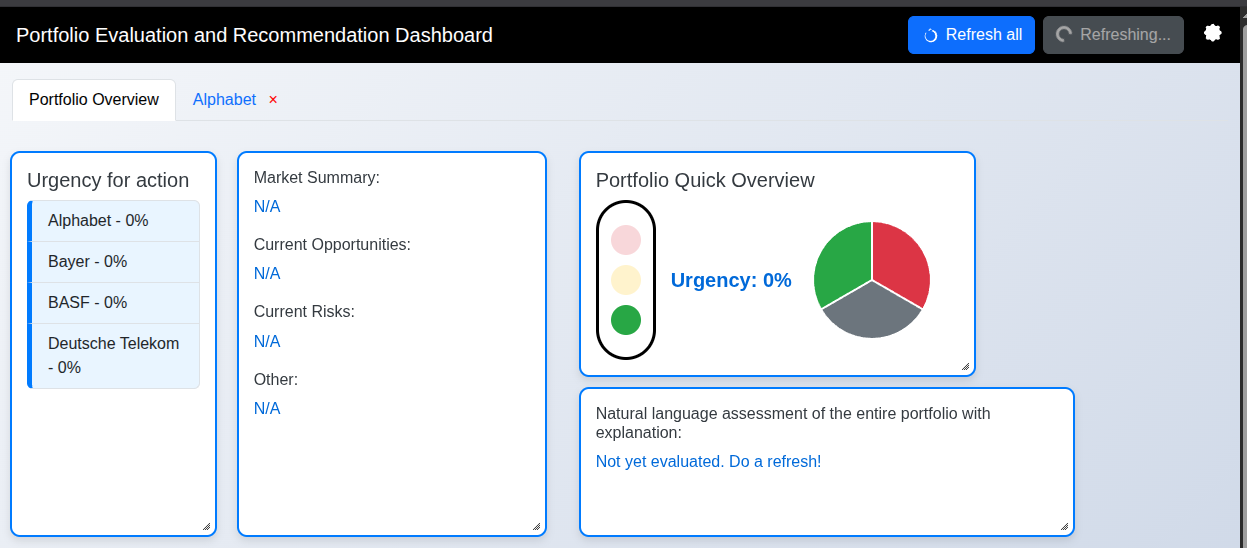 Portfolio Evaluation and Recommendation Dashboard
Refresh all
Refreshing...
Portfolio Overview
Alphabet ×
Urgency for action
Alphabet - 0%
Bayer - 0%
BASF - 0%
Deutsche Telekom
- 0%
Market Summary:
N/A
Current Opportunities:
N/A
Current Risks:
N/A
Other:
N/A
Portfolio Quick Overview
Urgency: 0%
Natural language assessment of the entire portfolio with
explanation:
Not yet evaluated. Do a refresh!